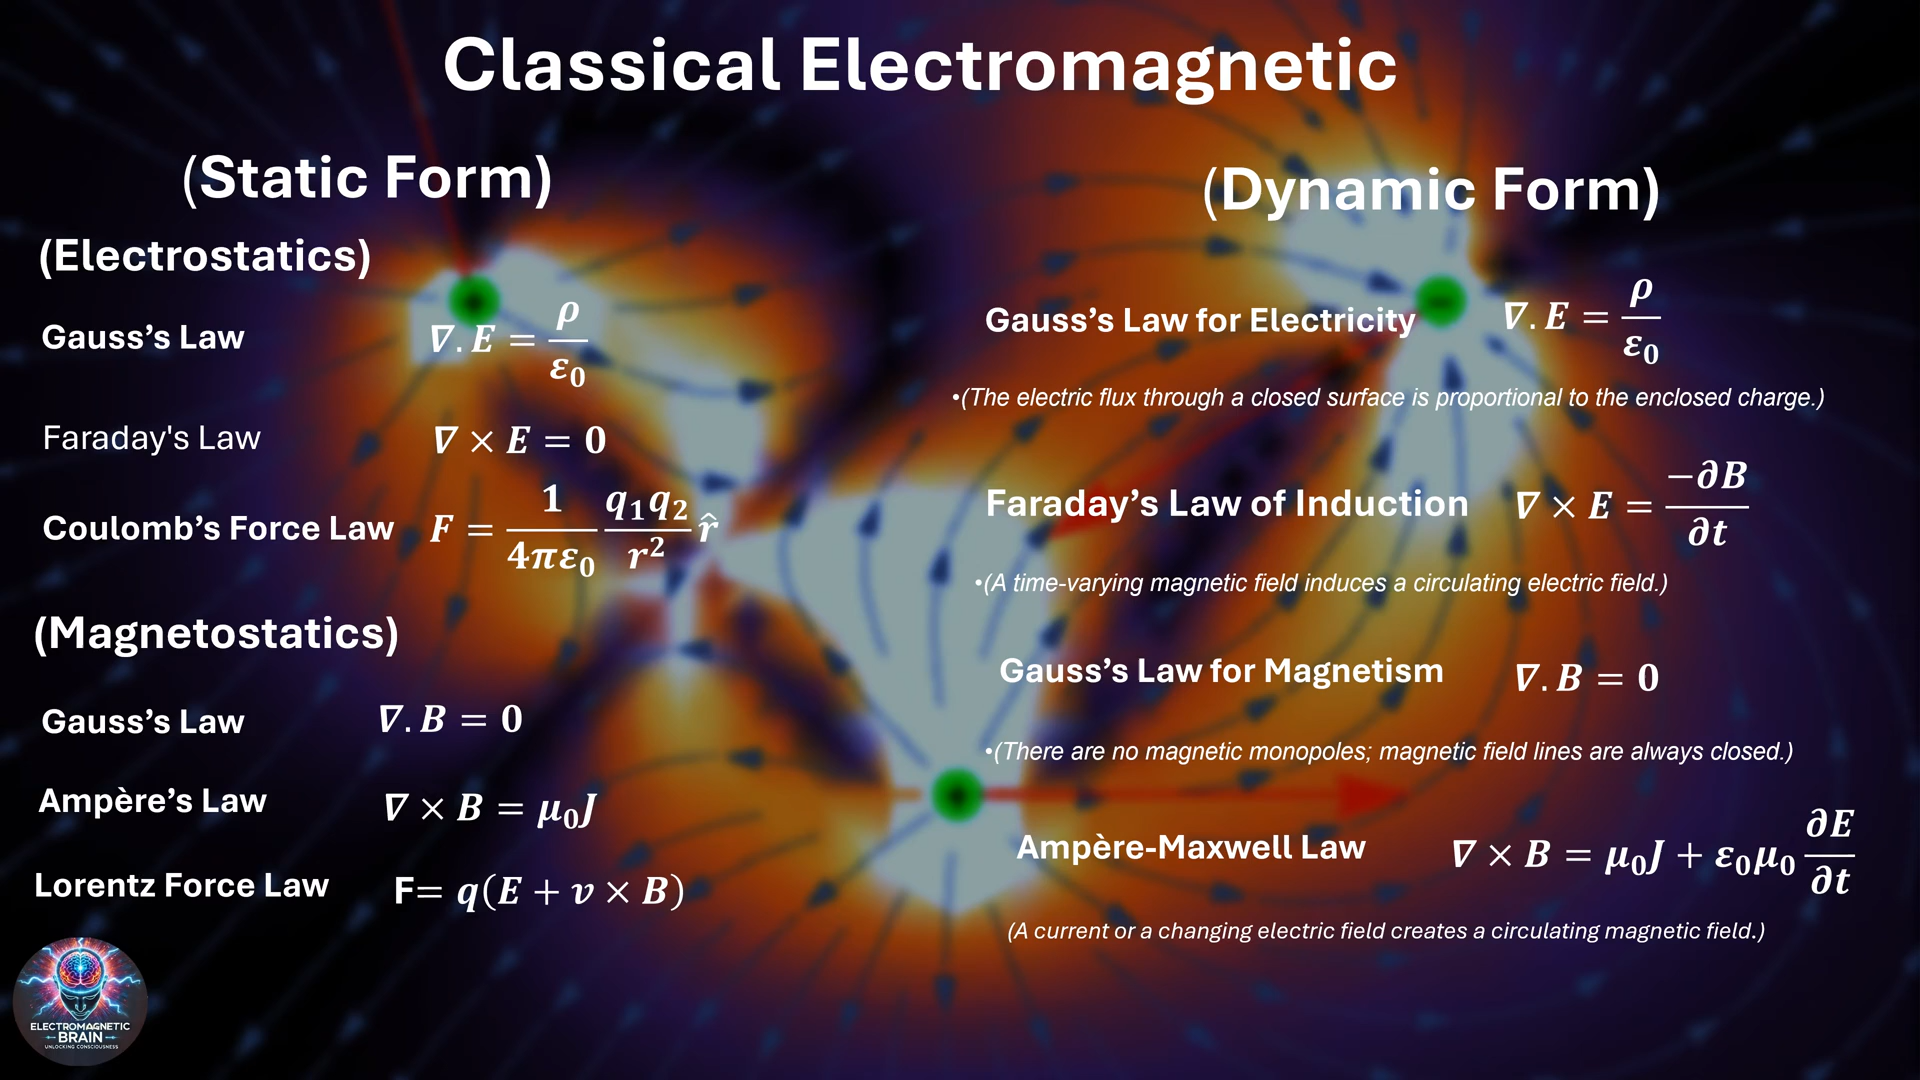 Classical Electromagnetic
(Static Form)
(Electrostatics)
Gauss's Law ∇.E = ρ/ε₀
Faraday's Law ∇ × E = 0
Coulomb's Force Law F = 1/4πε₀ q₁q₂/r² r̂
(Magnetostatics)
Gauss's Law ∇.B = 0
Ampère's Law ∇ × B = μ₀J
Lorentz Force Law F= q(E + v × B)
(Dynamic Form)
Gauss's Law for Electricity ∇.E = ρ/ε₀
•(The electric flux through a closed surface is proportional to the enclosed charge.)
Faraday's Law of Induction ∇ × E = −∂B/∂t
•(A time-varying magnetic field induces a circulating electric field.)
Gauss's Law for Magnetism ∇.B = 0
•(There are no magnetic monopoles; magnetic field lines are always closed.)
Ampère-Maxwell Law ∇ × B = μ₀J + ε₀μ₀ ∂E/∂t
(A current or a changing electric field creates a circulating magnetic field.)
ELECTROMAGNETIC
BRAIN
UNLOCKING CONSCIOUSNESS